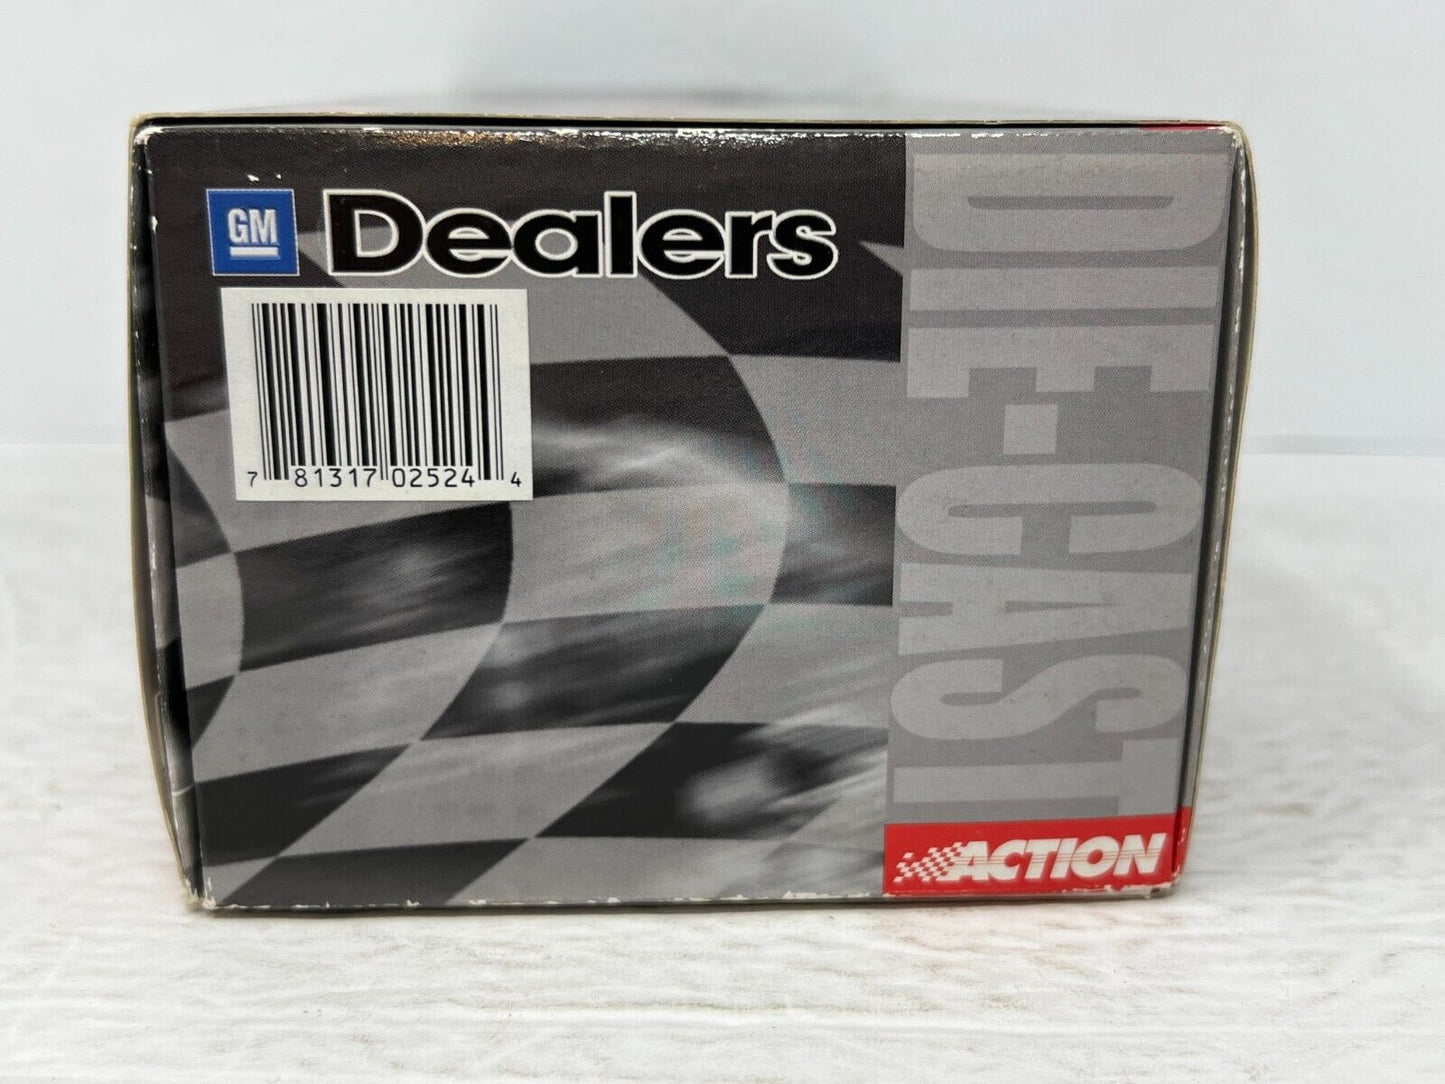 GM Dealers
7 81317 02524 4
DIE-CAST
ACTION